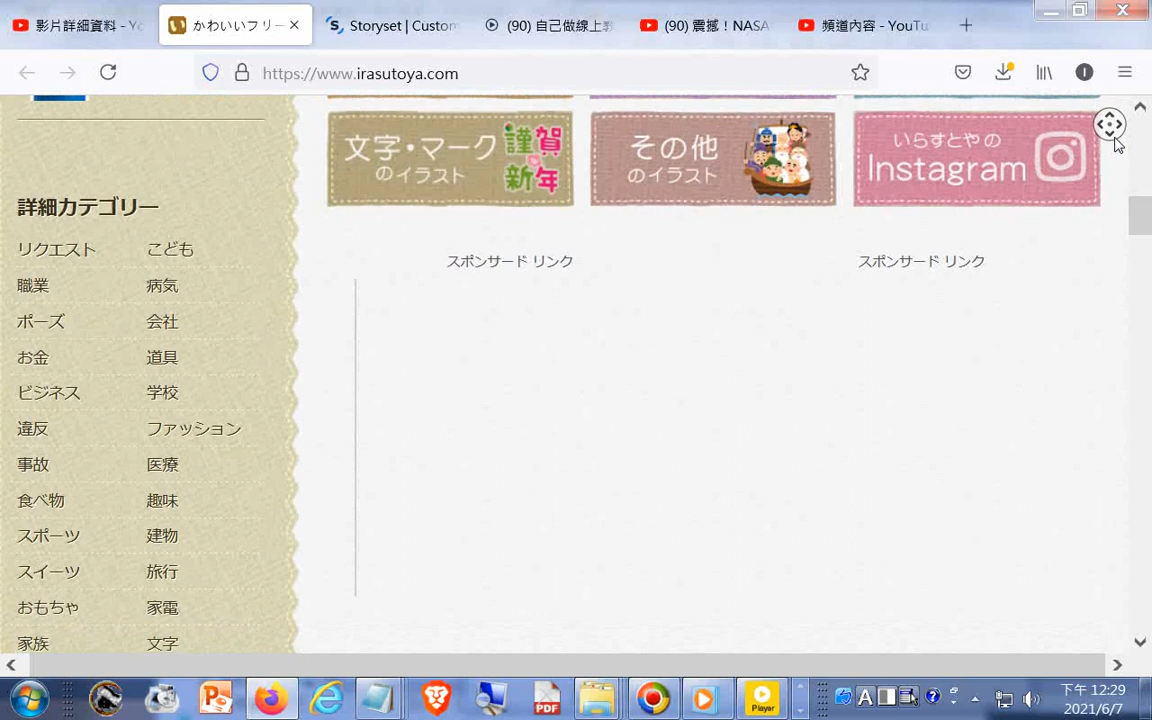 影片詳細資料 - Yo
かわいいフリー
Storyset | Custom
(90) 自己做線上教
(90) 震撼！NASA
頻道內容 - YouTu
https://www.irasutoya.com
文字・マーク
のイラスト
謹賀
新年
その他
のイラスト
いらすとやの
Instagram
詳細カテゴリー
リクエスト
こども
職業
病気
ポーズ
会社
お金
道具
ビジネス
学校
違反
ファッション
事故
医療
食べ物
趣味
スポーツ
建物
スイーツ
旅行
おもちゃ
家電
家族
文字
スポンサード リンク
スポンサード リンク
PDF
Player
A
下午 12:29
2021/6/7